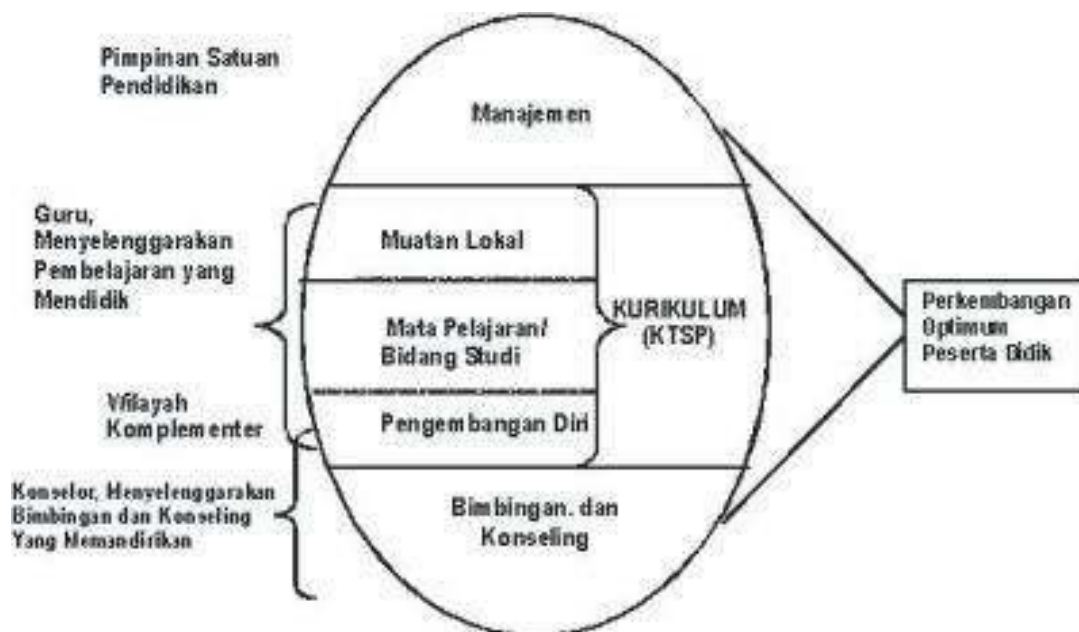 Pimpinan Satuan
Pendidikan
Manajemen
Guru,
Menyelenggarakan
Pembelajaran yang
Mendidik
Muatan Lokal
Mata Pelajaran/
Bidang Studi
KURIKULUM
(KTSP)
Perkembangan
Optimum
Peserta Didik
Wilayah
Komplementer
Pengembangan Diri
Konselor, Menyelenggarakan
Bimbingan dan Konseling
Yang Memandirikan
Bimbingan. dan
Konseling